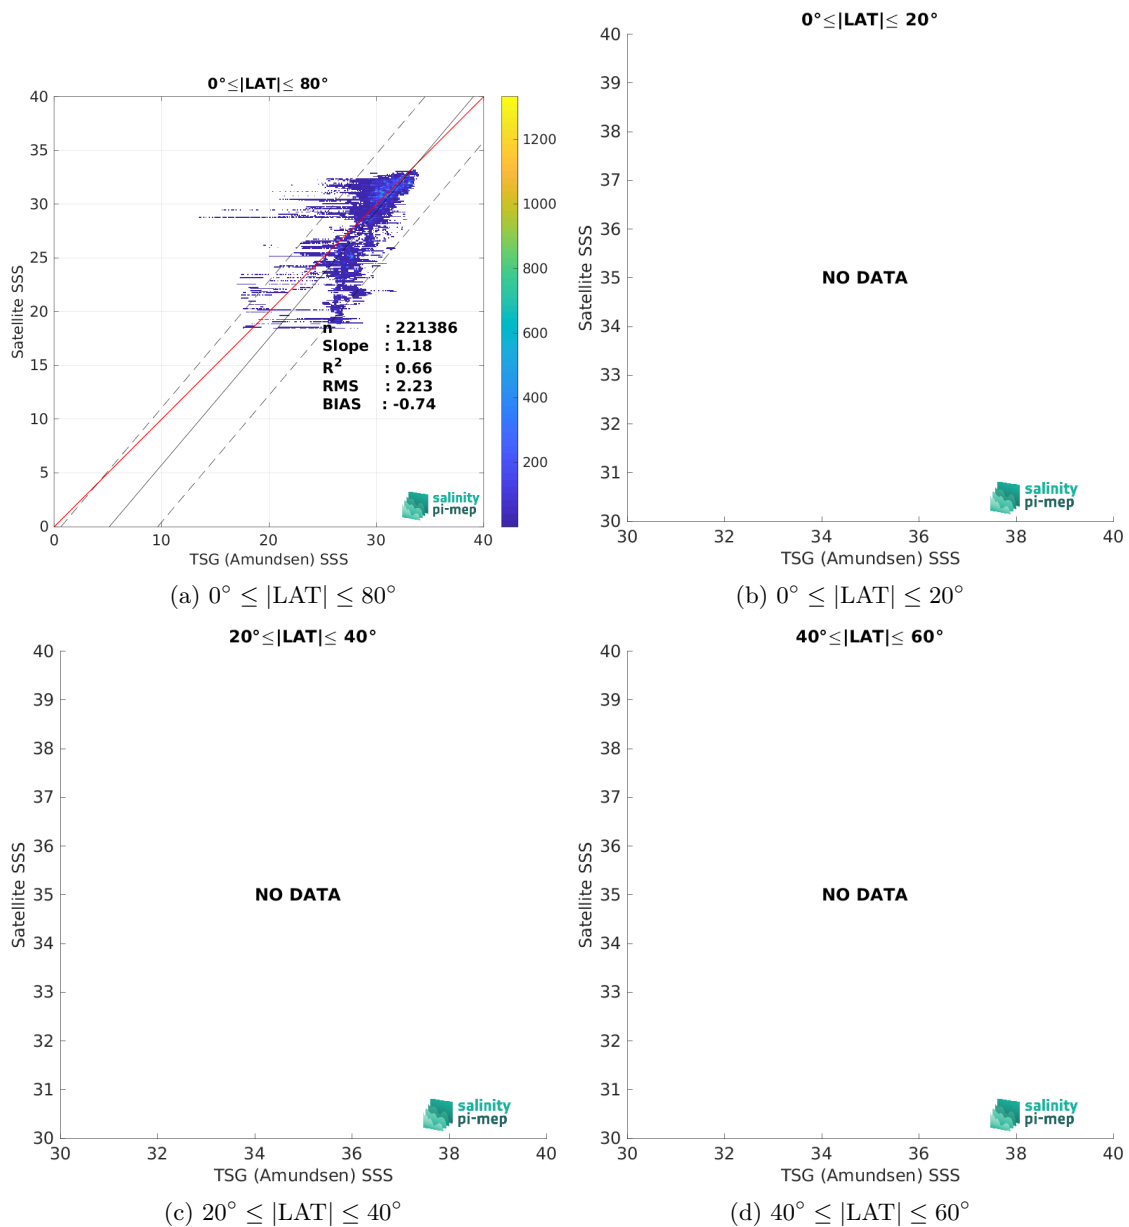 0°≤|LAT|≤ 80°
40
35
30
25
20
15
10
5
0
Satellite SSS
0
10
20
30
40
TSG (Amundsen) SSS
1200
1000
800
600
400
200
n : 221386
Slope : 1.18
R² : 0.66
RMS : 2.23
BIAS : -0.74
salinity
pi-mep
(a) 0° ≤ |LAT| ≤ 80°
0°≤|LAT|≤ 20°
40
39
38
37
36
35
34
33
32
31
30
Satellite SSS
NO DATA
salinity
pi-mep
30
32
34
36
38
40
TSG (Amundsen) SSS
(b) 0° ≤ |LAT| ≤ 20°
20°≤|LAT|≤ 40°
40
39
38
37
36
35
34
33
32
31
30
Satellite SSS
NO DATA
salinity
pi-mep
30
32
34
36
38
40
TSG (Amundsen) SSS
(c) 20° ≤ |LAT| ≤ 40°
40°≤|LAT|≤ 60°
40
39
38
37
36
35
34
33
32
31
30
Satellite SSS
NO DATA
salinity
pi-mep
30
32
34
36
38
40
TSG (Amundsen) SSS
(d) 40° ≤ |LAT| ≤ 60°